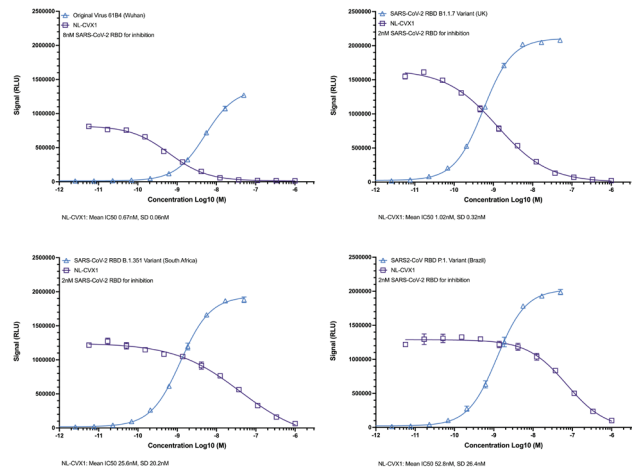 2500000
Original Virus 61B4 (Wuhan)
NL-CVX1
8nM SARS-CoV-2 RBD for inhibition
2000000
1500000
1000000
500000
0
Signal (RLU)
-12 -11 -10 -9 -8 -7 -6 -5
Concentration Log10 (M)
NL-CVX1: Mean IC50 0.67nM, SD 0.06nM
2500000
SARS-CoV-2 RBD B1.1.7 Variant (UK)
NL-CVX1
2nM SARS-CoV-2 RBD for inhibition
2000000
1500000
1000000
500000
0
Signal (RLU)
-12 -11 -10 -9 -8 -7 -6 -5
Concentration Log10 (M)
NL-CVX1: Mean IC50 1.02nM, SD 0.32nM
2500000
SARS-CoV-2 RBD B.1.351 Variant (South Africa)
NL-CVX1
2nM SARS-CoV-2 RBD for inhibition
2000000
1500000
1000000
500000
0
Signal (RLU)
-12 -11 -10 -9 -8 -7 -6 -5
Concentration Log10 (M)
NL-CVX1: Mean IC50 25.6nM, SD 20.2nM
2500000
SARS2-CoV RBD P.1. Variant (Brazil)
NL-CVX1
2nM SARS-CoV-2 RBD for inhibition
2000000
1500000
1000000
500000
0
Signal (RLU)
-12 -11 -10 -9 -8 -7 -6 -5
Concentration Log10 (M)
NL-CVX1: Mean IC50 52.8nM, SD 26.4nM